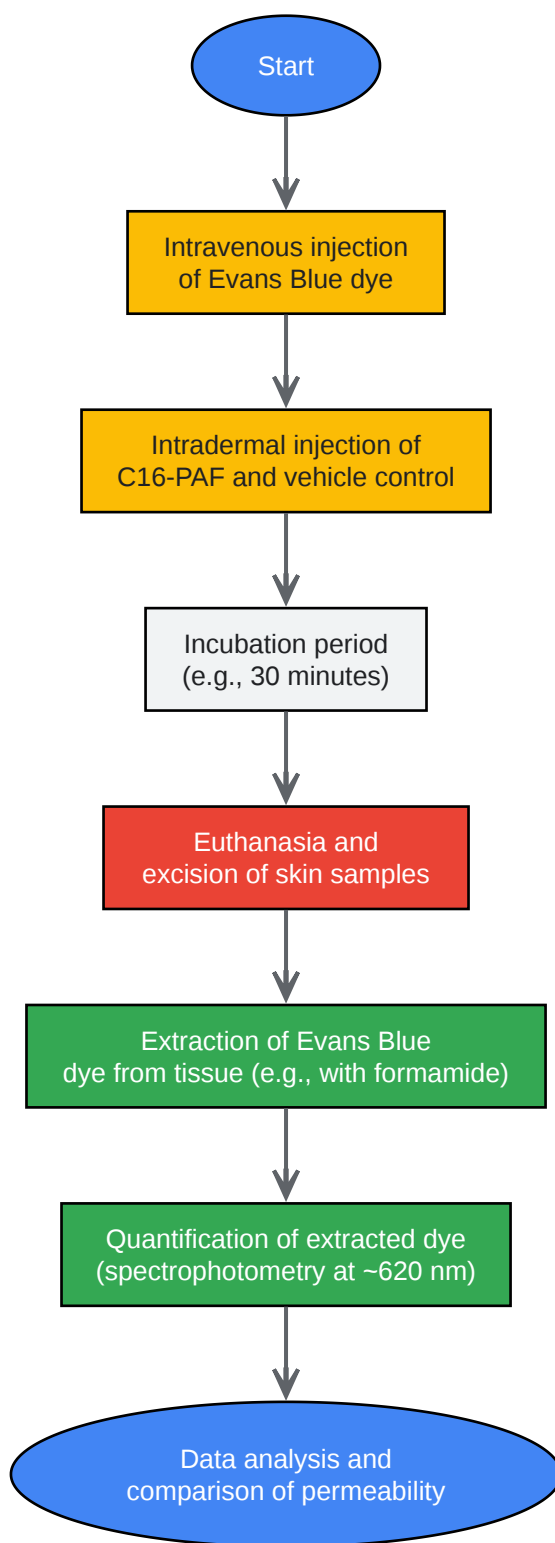 Start
Intravenous injection
of Evans Blue dye
Intradermal injection of
C16-PAF and vehicle control
Incubation period
(e.g., 30 minutes)
Euthanasia and
excision of skin samples
Extraction of Evans Blue
dye from tissue (e.g., with formamide)
Quantification of extracted dye
(spectrophotometry at ~620 nm)
Data analysis and
comparison of permeability